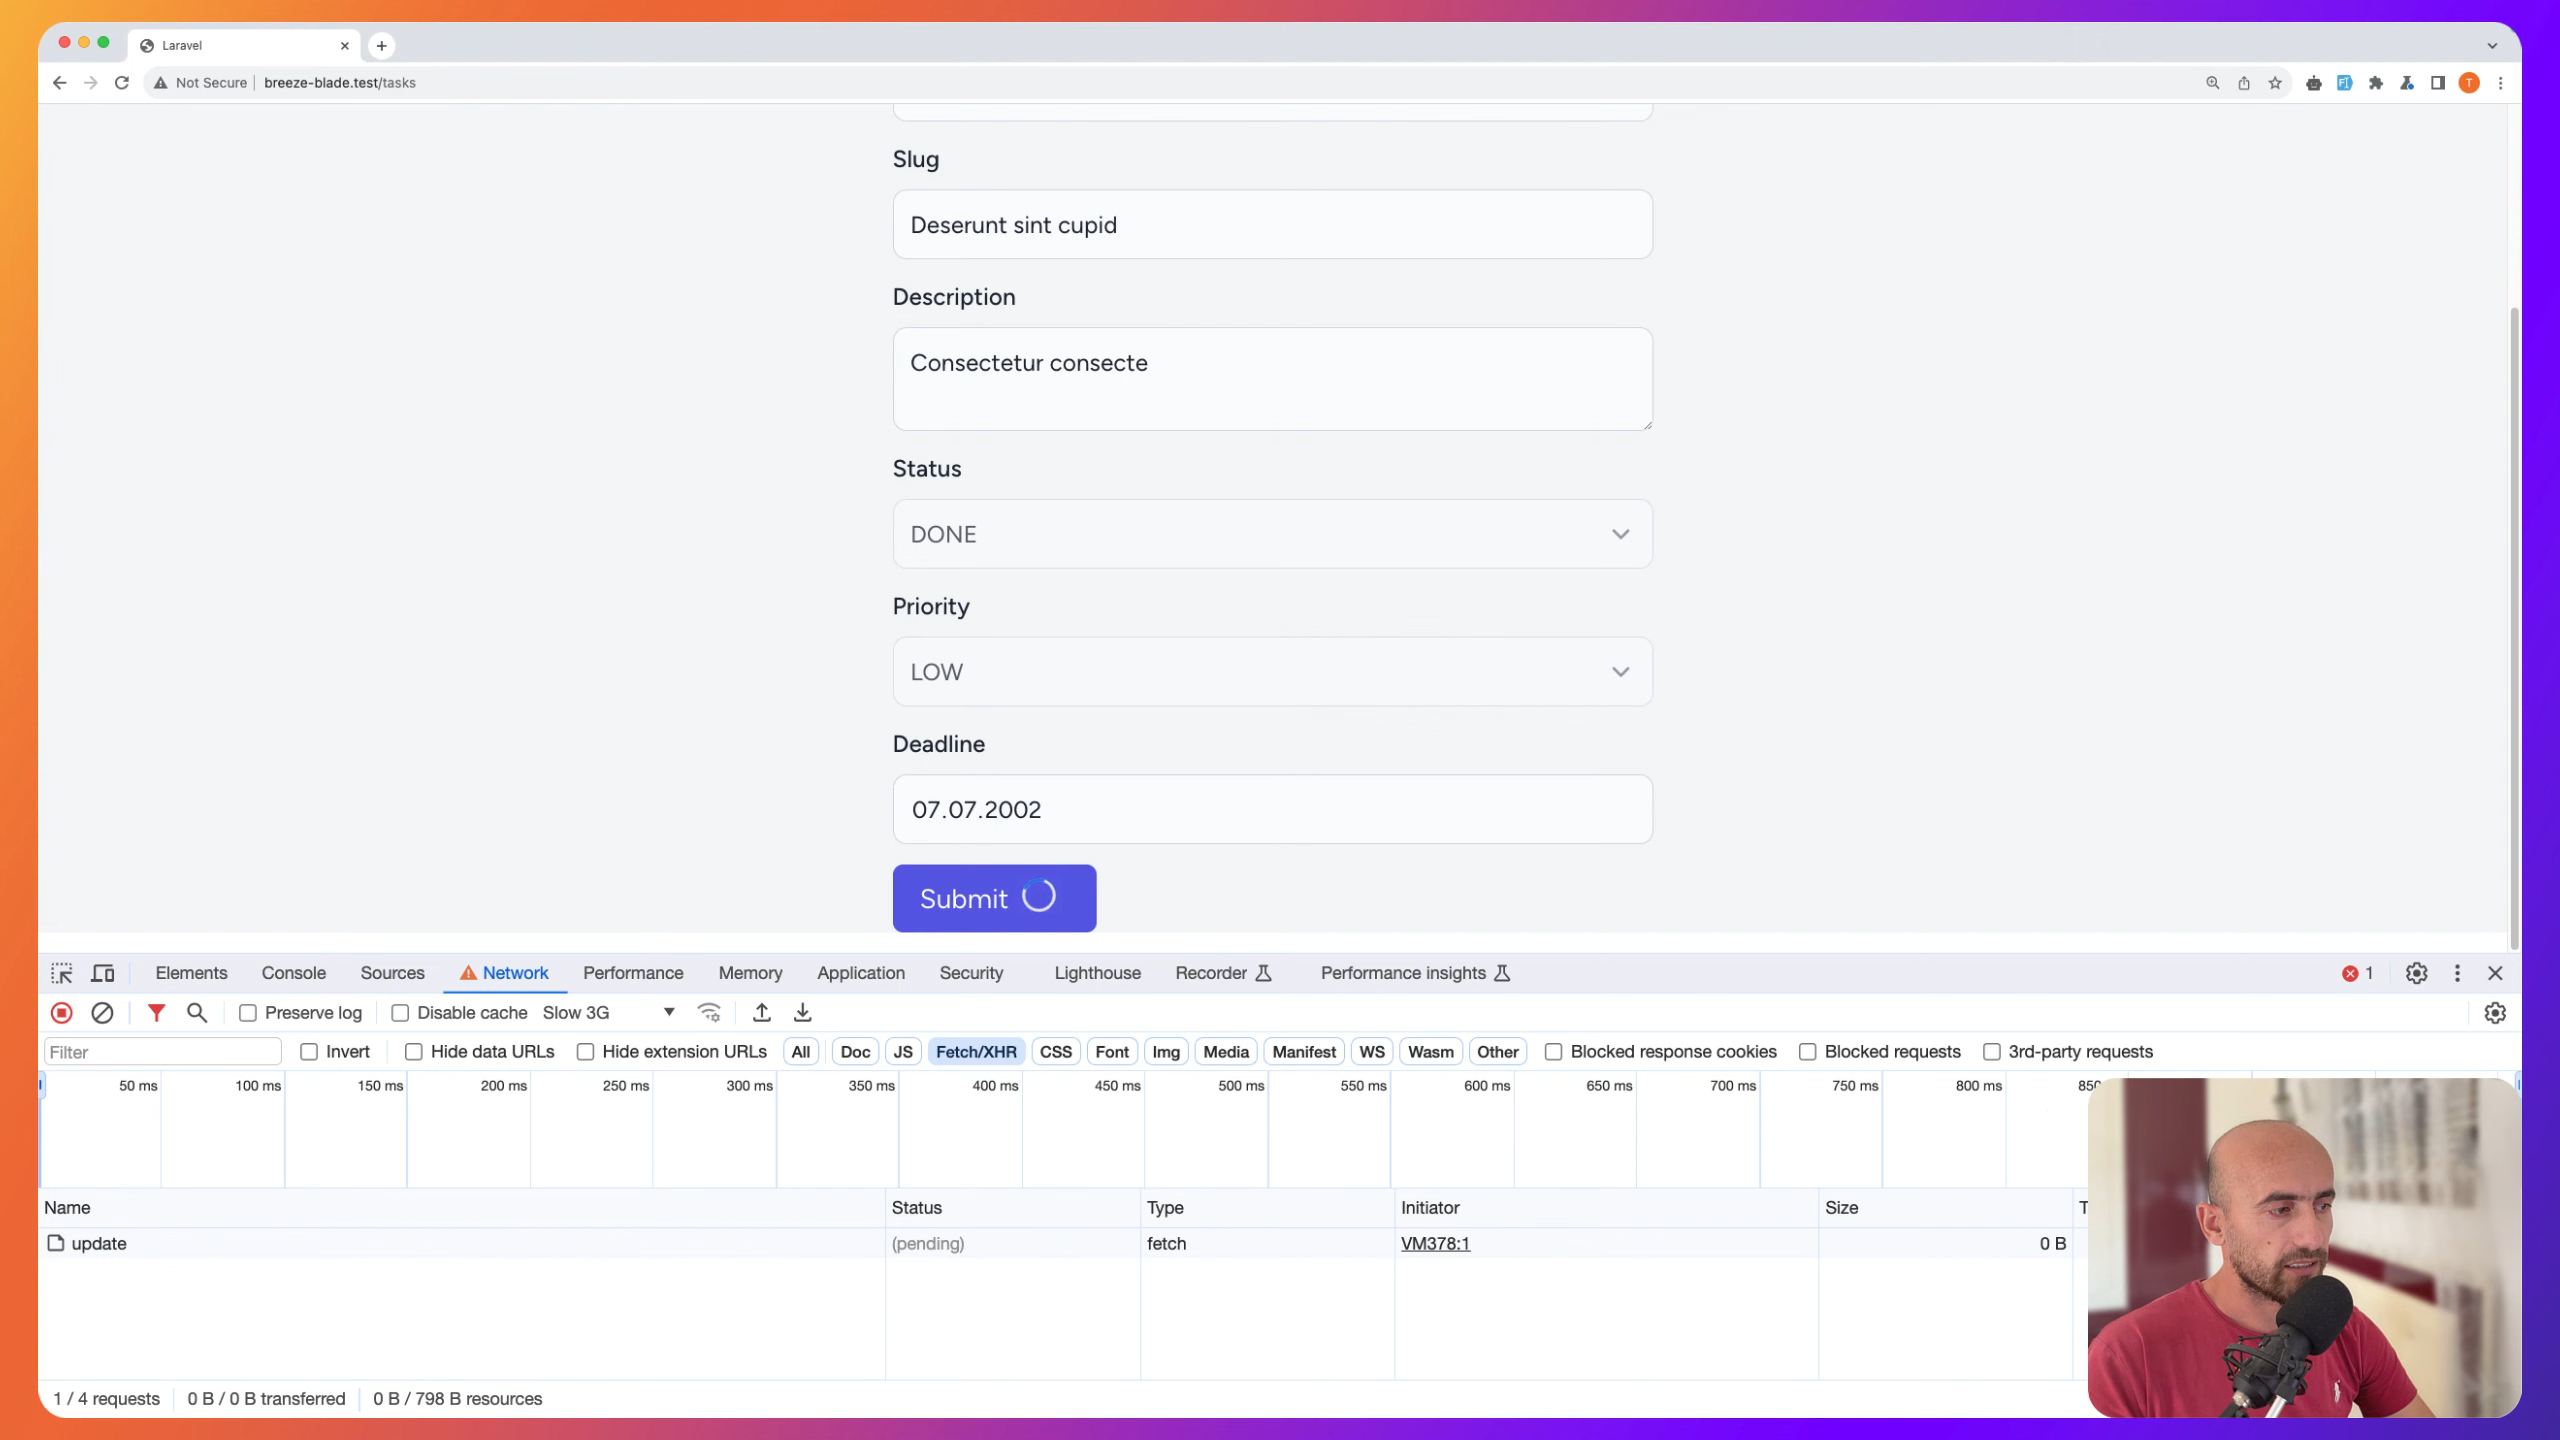 Laravel
Not Secure
breeze-blade.test/tasks
T
Slug
Deserunt sint cupid
Description
Consectetur consecte
Status
DONE
Priority
LOW
Deadline
07.07.2002
Submit
Elements Console Sources Network Performance Memory Application Security Lighthouse Recorder Performance insights 1
Preserve log Disable cache Slow 3G
Filter Invert Hide data URLs Hide extension URLs All Doc JS Fetch/XHR CSS Font Img Media Manifest WS Wasm Other Blocked response cookies Blocked requests 3rd-party requests
50 ms 100 ms 150 ms 200 ms 250 ms 300 ms 350 ms 400 ms 450 ms 500 ms 550 ms 600 ms 650 ms 700 ms 750 ms 800 ms 850
Name Status Type Initiator Size T
update (pending) fetch VM378:1 0 B
1 / 4 requests 0 B / 0 B transferred 0 B / 798 B resources